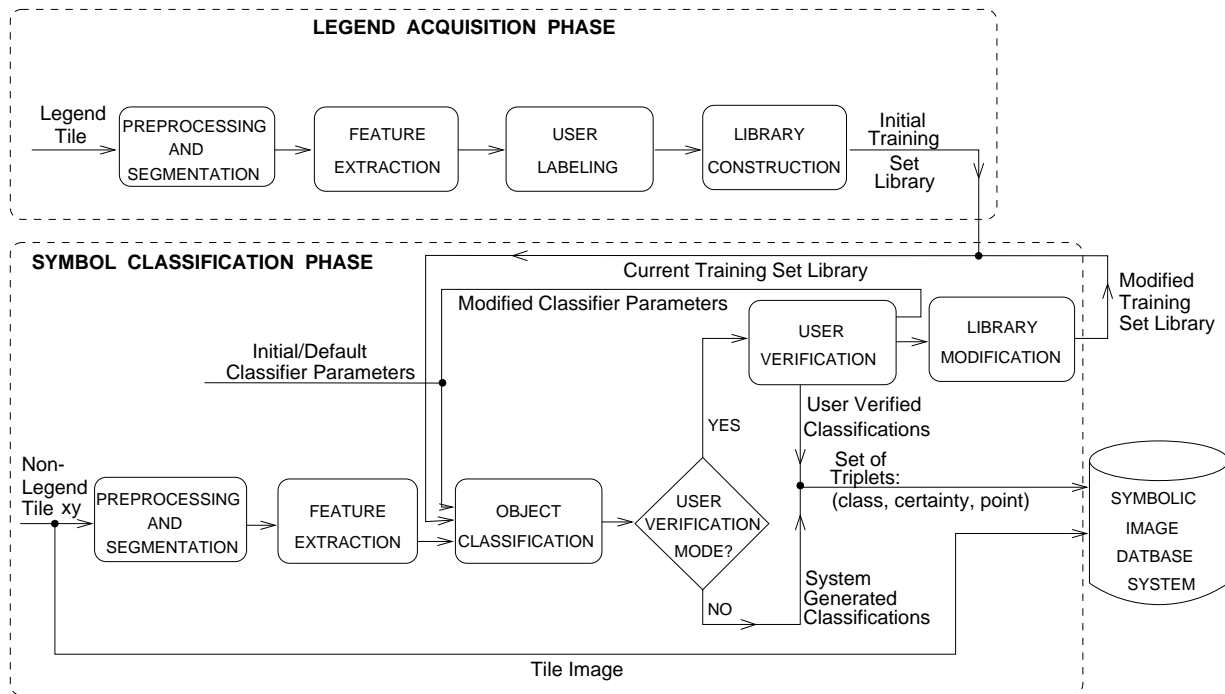 LEGEND ACQUISITION PHASE
Legend
Tile
PREPROCESSING
AND
SEGMENTATION
FEATURE
EXTRACTION
USER
LABELING
LIBRARY
CONSTRUCTION
Initial
Training
Set
Library
SYMBOL CLASSIFICATION PHASE
Current Training Set Library
Modified Classifier Parameters
Modified
Training
Set Library
USER
VERIFICATION
LIBRARY
MODIFICATION
Initial/Default
Classifier Parameters
YES
User Verified
Classifications
Non-
Legend
Tile xy
PREPROCESSING
AND
SEGMENTATION
FEATURE
EXTRACTION
OBJECT
CLASSIFICATION
USER
VERIFICATION
MODE?
Set of
Triplets:
(class, certainty, point)
SYMBOLIC
IMAGE
DATBASE
SYSTEM
NO
System
Generated
Classifications
Tile Image